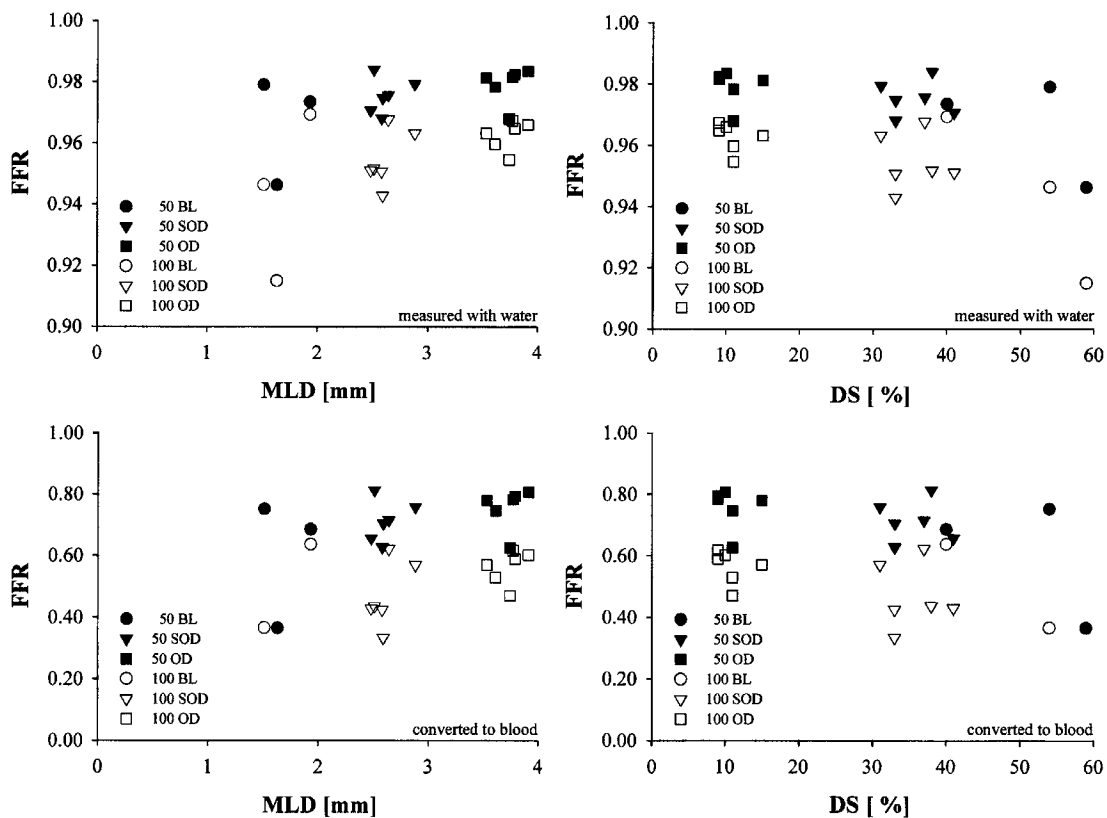 1.00
0.98
0.96
0.94
0.92
0.90
FFR
50 BL
50 SOD
50 OD
100 BL
100 SOD
100 OD
measured with water
0 1 2 3 4
MLD [mm]
1.00
0.98
0.96
0.94
0.92
0.90
FFR
50 BL
50 SOD
50 OD
100 BL
100 SOD
100 OD
measured with water
0 10 20 30 40 50 60
DS [ %]
1.00
0.80
0.60
0.40
0.20
0.00
FFR
50 BL
50 SOD
50 OD
100 BL
100 SOD
100 OD
converted to blood
0 1 2 3 4
MLD [mm]
1.00
0.80
0.60
0.40
0.20
0.00
FFR
50 BL
50 SOD
50 OD
100 BL
100 SOD
100 OD
converted to blood
0 10 20 30 40 50 60
DS [ %]